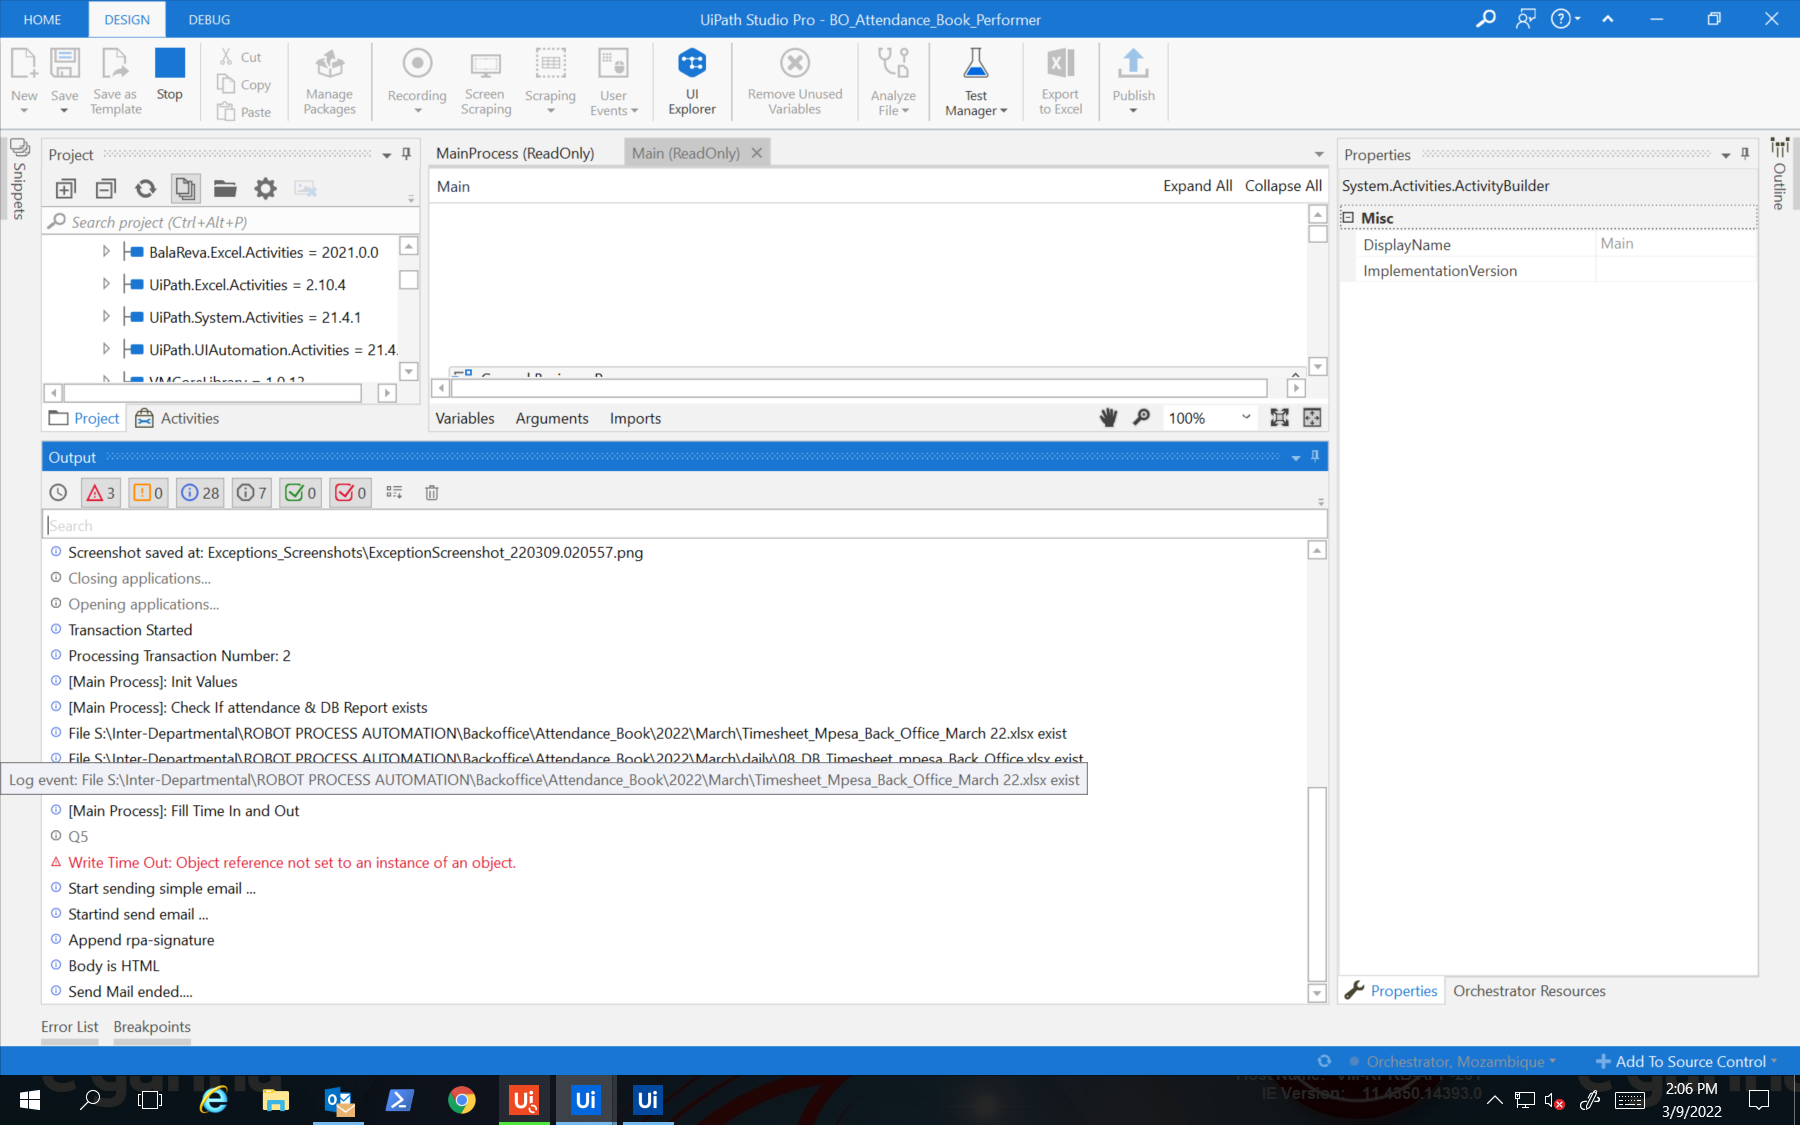 HOME DESIGN DEBUG UiPath Studio Pro - BO_Attendance_Book_Performer
New Save Save as Template Stop Cut Copy Paste Manage Packages Recording Screen Scraping Scraping User Events UI Explorer Remove Unused Variables Analyze File Test Manager Export to Excel Publish
Snippets
Project
Search project (Ctrl+Alt+P)
BalaReva.Excel.Activities = 2021.0.0
UiPath.Excel.Activities = 2.10.4
UiPath.System.Activities = 21.4.1
UiPath.UIAutomation.Activities = 21.4.
VMCoreLibrary = 1.0.12
Project Activities
MainProcess (ReadOnly) Main (ReadOnly)
Main Expand All Collapse All
Variables Arguments Imports 100%
Properties
System.Activities.ActivityBuilder
Misc
DisplayName Main
ImplementationVersion
Outline
Output
3 0 28 7 0 0
Search
Screenshot saved at: Exceptions_Screenshots\ExceptionScreenshot_220309.020557.png
Closing applications...
Opening applications...
Transaction Started
Processing Transaction Number: 2
[Main Process]: Init Values
[Main Process]: Check If attendance & DB Report exists
File S:\Inter-Departmental\ROBOT PROCESS AUTOMATION\Backoffice\Attendance_Book\2022\March\Timesheet_Mpesa_Back_Office_March 22.xlsx exist
File S:\Inter-Departmental\ROBOT PROCESS AUTOMATION\Backoffice\Attendance_Book\2022\March\daily\08_DB_Timesheet_mpesa_Back_Office.xlsx exist
Log event: File S:\Inter-Departmental\ROBOT PROCESS AUTOMATION\Backoffice\Attendance_Book\2022\March\Timesheet_Mpesa_Back_Office_March 22.xlsx exist
[Main Process]: Fill Time In and Out
Q5
Write Time Out: Object reference not set to an instance of an object.
Start sending simple email ...
Startind send email ...
Append rpa-signature
Body is HTML
Send Mail ended....
Properties Orchestrator Resources
Error List Breakpoints
Orchestrator, Mozambique Add To Source Control
IE Version: 11.4350.14393.0
2:06 PM
3/9/2022